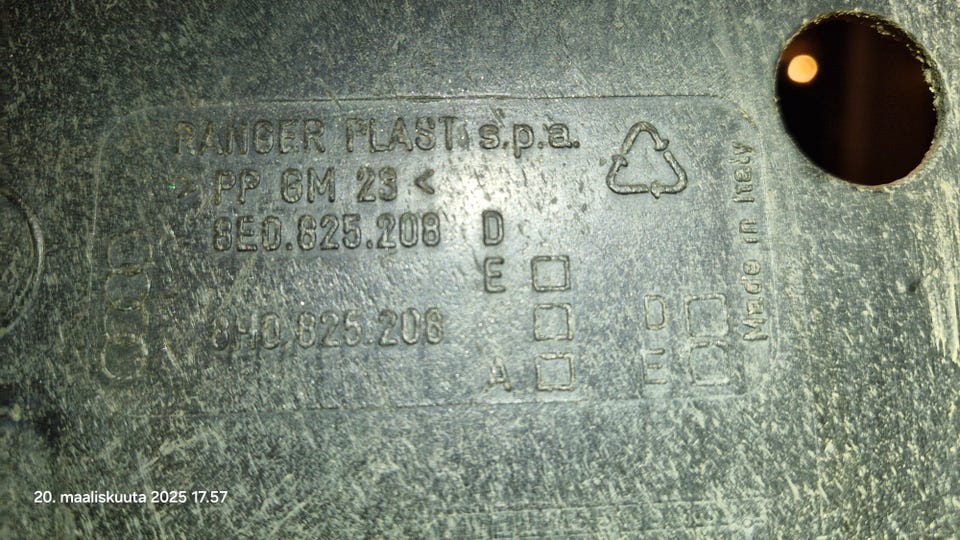 RANGER PLAST s.p.a.
> PP GM 23 <
8E0.825.208 D
E
8H0.825.208
A
D
E
Made in Italy
20. maaliskuuta 2025 17.57